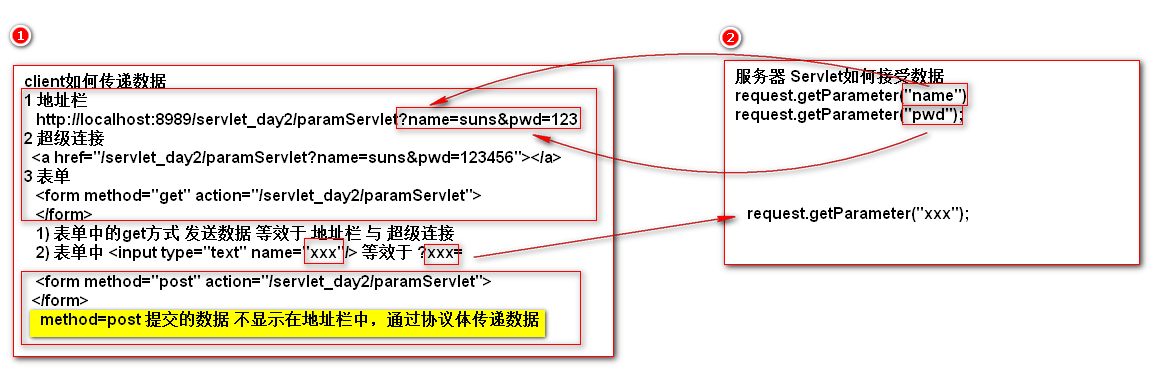 1
client如何传递数据
1 地址栏
http://localhost:8989/servlet_day2/paramServlet?name=suns&pwd=123
2 超级连接
<a href="/servlet_day2/paramServlet?name=suns&pwd=123456"></a>
3 表单
<form method="get" action="/servlet_day2/paramServlet">
</form>
1) 表单中的get方式 发送数据 等效于 地址栏 与 超级连接
2) 表单中 <input type="text" name="xxx"/> 等效于 ?xxx=
<form method="post" action="/servlet_day2/paramServlet">
</form>
method=post 提交的数据 不显示在地址栏中，通过协议体传递数据
2
服务器 Servlet如何接受数据
request.getParameter("name")
request.getParameter("pwd");
request.getParameter("xxx");